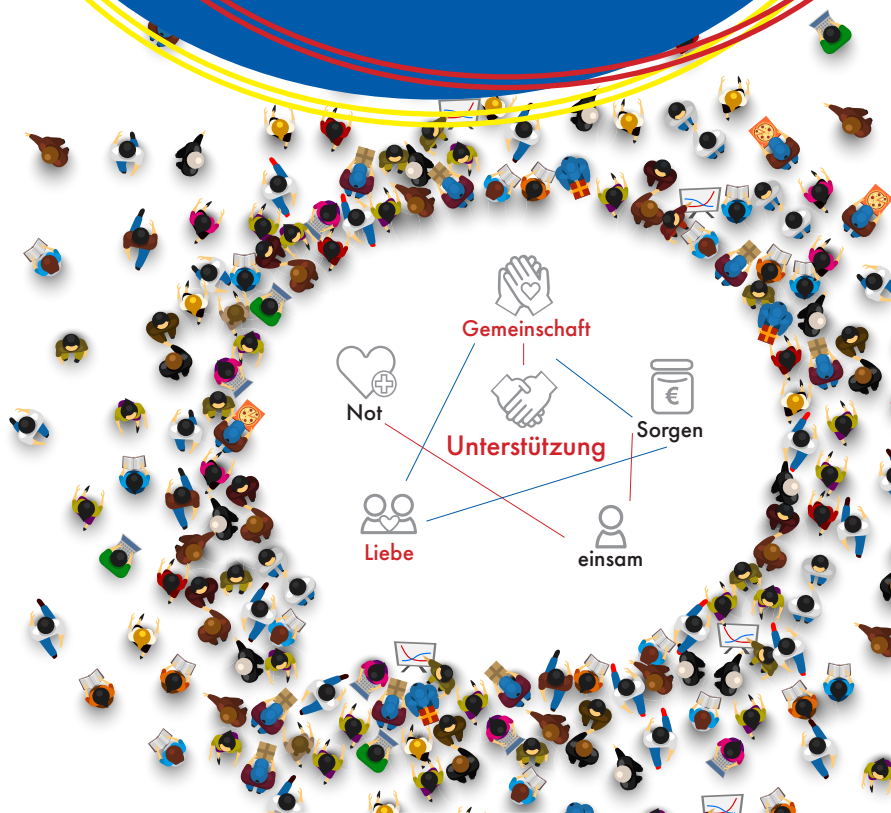 Gemeinschaft
Not
€
Sorgen
Unterstützung
Liebe
einsam